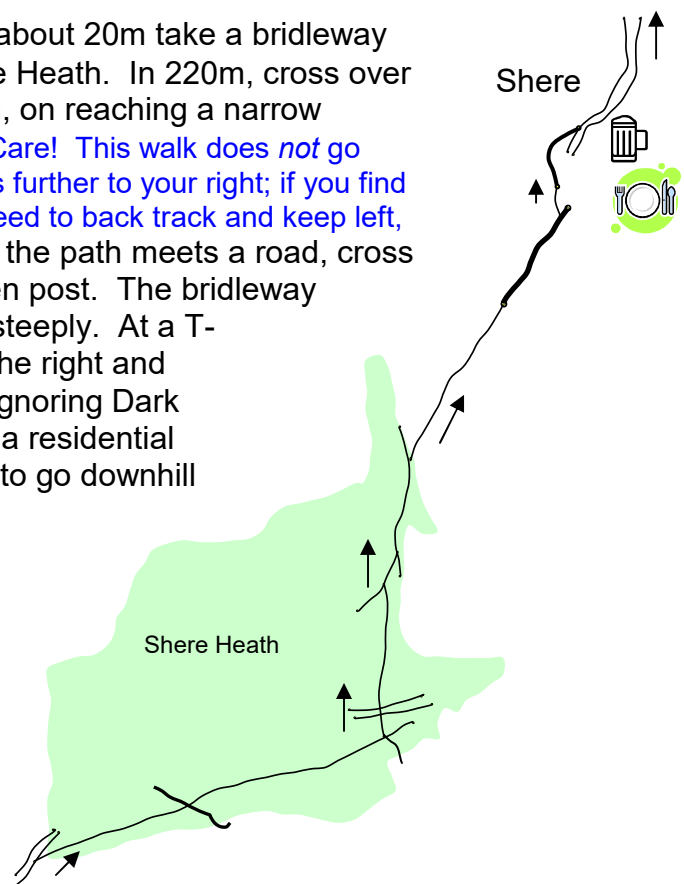 about 20m take a bridleway
e Heath. In 220m, cross over
, on reaching a narrow
Care! This walk does not go
s further to your right; if you find
eed to back track and keep left,
the path meets a road, cross
en post. The bridleway
steeply. At a T-
he right and
gnoring Dark
a residential
to go downhill
Shere
Shere Heath